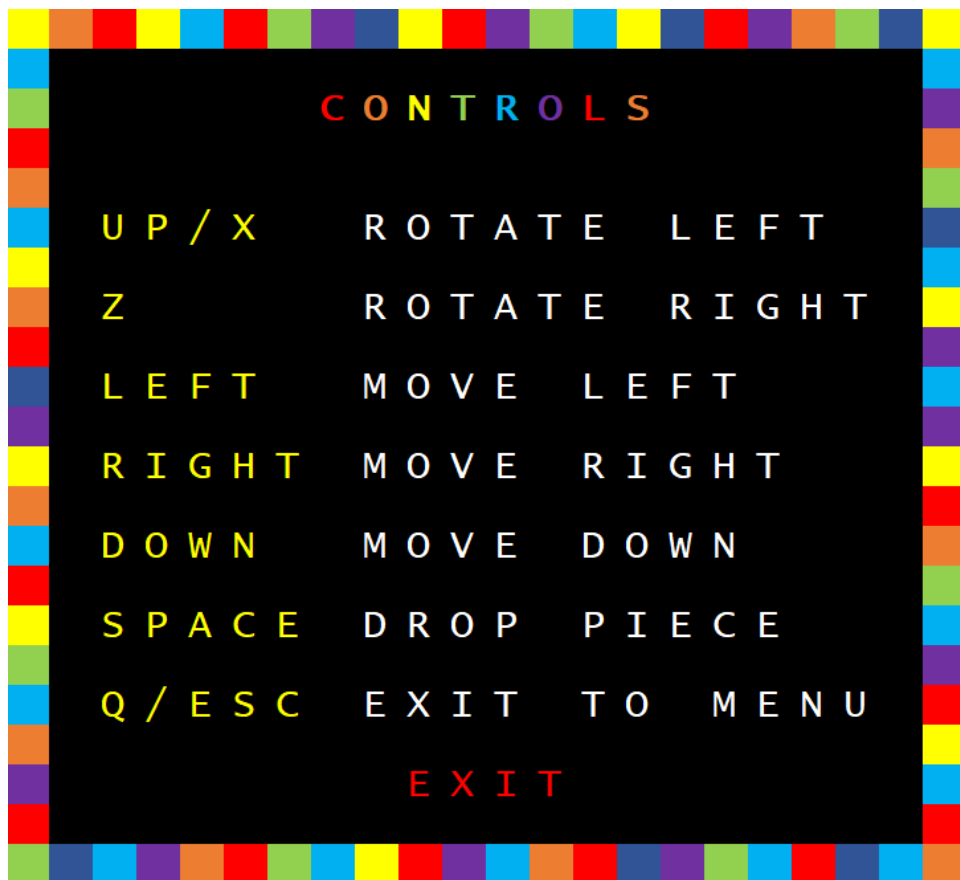 CONTROLS
UP/X ROTATE LEFT
Z ROTATE RIGHT
LEFT MOVE LEFT
RIGHT MOVE RIGHT
DOWN MOVE DOWN
SPACE DROP PIECE
Q/ESC EXIT TO MENU
EXIT